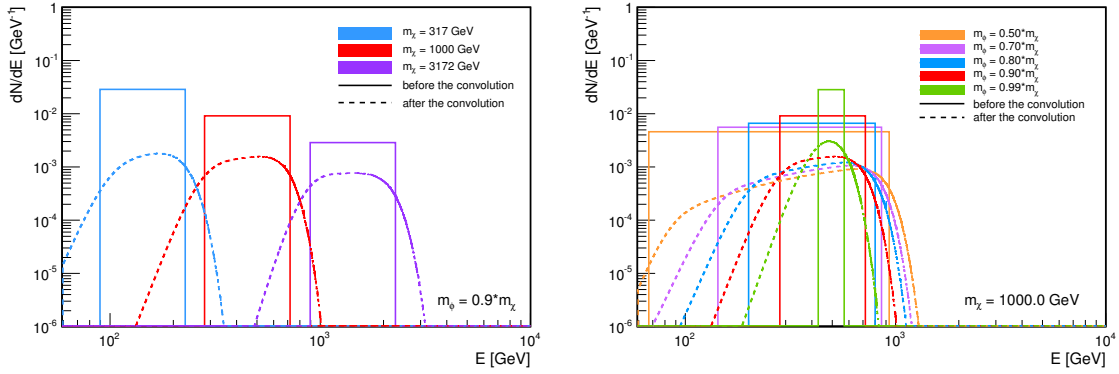 dN/dE [GeV⁻¹]
1
10⁻¹
10⁻²
10⁻³
10⁻⁴
10⁻⁵
10⁻⁶
m_χ = 317 GeV
m_χ = 1000 GeV
m_χ = 3172 GeV
before the convolution
after the convolution
m_ϕ = 0.9*m_χ
10² 10³ 10⁴
E [GeV]
dN/dE [GeV⁻¹]
1
10⁻¹
10⁻²
10⁻³
10⁻⁴
10⁻⁵
10⁻⁶
m_ϕ = 0.50*m_χ
m_ϕ = 0.70*m_χ
m_ϕ = 0.80*m_χ
m_ϕ = 0.90*m_χ
m_ϕ = 0.99*m_χ
before the convolution
after the convolution
m_χ = 1000.0 GeV
10² 10³ 10⁴
E [GeV]